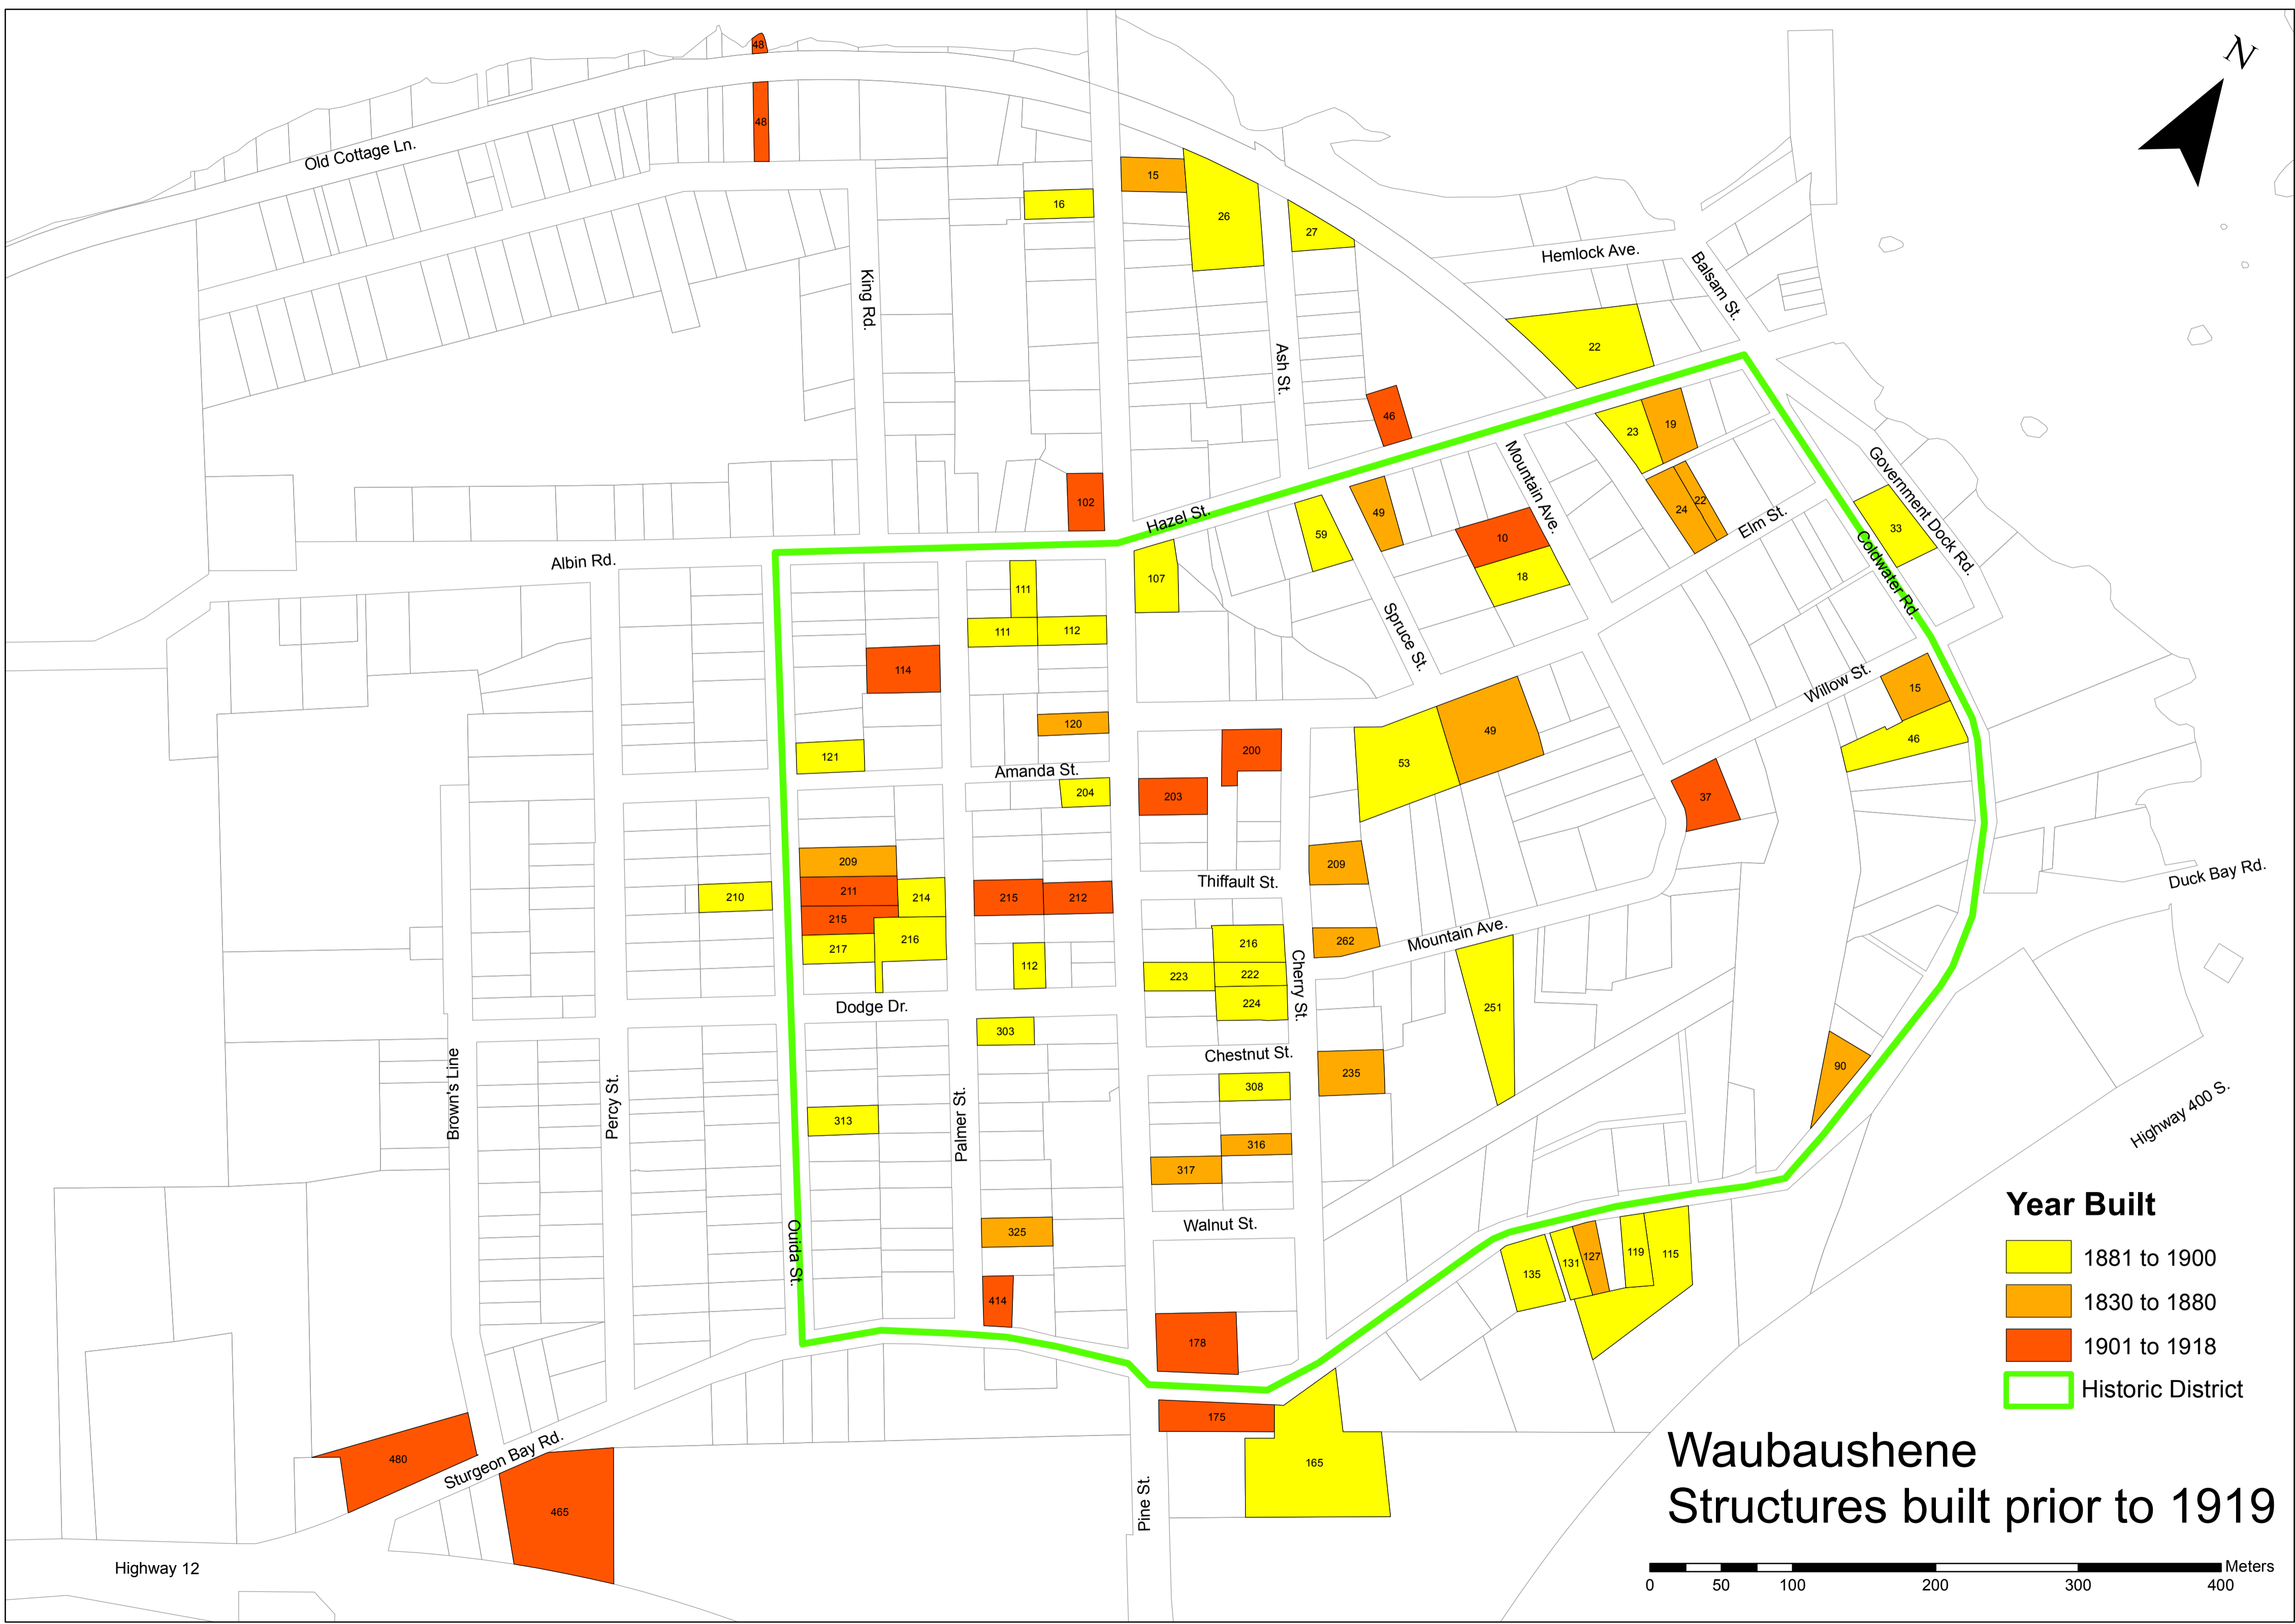 48
N
48
Old Cottage Ln.
15
16
26
27
Hemlock Ave.
Balsam St.
King Rd.
22
Ash St.
46
19
23
Mountain Ave.
Government Dock Rd.
102
22
24
49
Hazel St.
Elm St.
33
59
10
Albin Rd.
Coldwater Rd.
107
18
111
111
112
Spruce St.
114
Willow St.
15
120
49
46
200
121
53
Amanda St.
204
203
37
209
209
Thiffault St.
Duck Bay Rd.
211
210
214
215
212
215
Mountain Ave.
216
217
262
216
112
223
222
Cherry St.
224
251
Dodge Dr.
303
Chestnut St.
235
90
308
Brown's Line
Percy St.
Palmer St.
313
Highway 400 S.
316
317
Walnut St.
Year Built
Ouida St.
325
1881 to 1900
135
131
127
119
115
414
1830 to 1880
178
1901 to 1918
Historic District
175
Sturgeon Bay Rd.
480
165
Waubaushene
Structures built prior to 1919
Pine St.
465
Highway 12
Meters
0
50
100
200
300
400